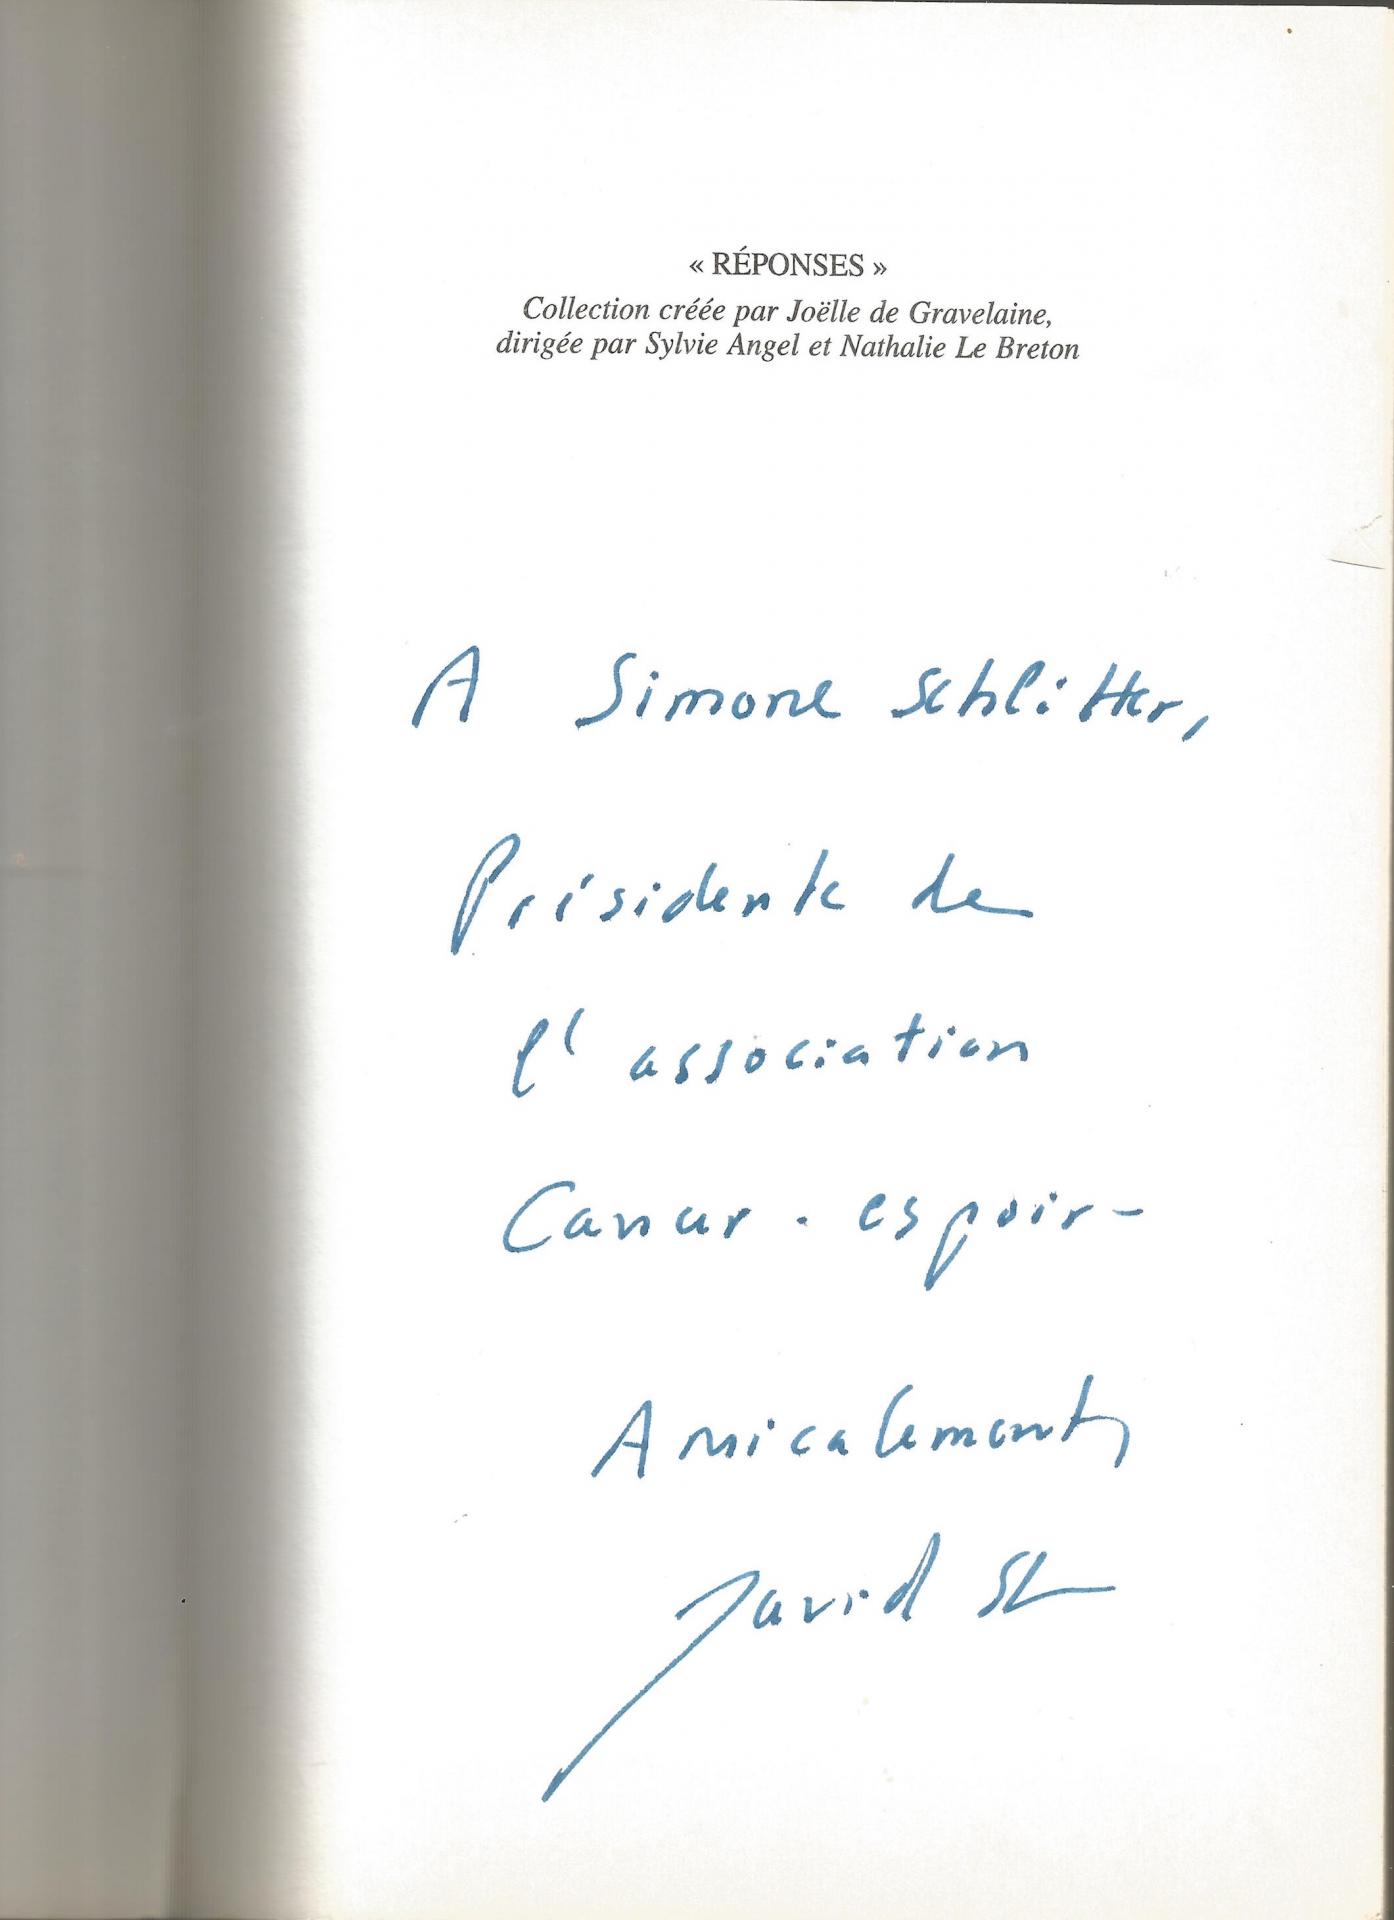 « RÉPONSES »
Collection créée par Joëlle de Gravelaine,
dirigée par Sylvie Angel et Nathalie Le Breton
A Simone Schlitter,
Présidente de
l'association
Cancer - espoir -
Amicalement,
David